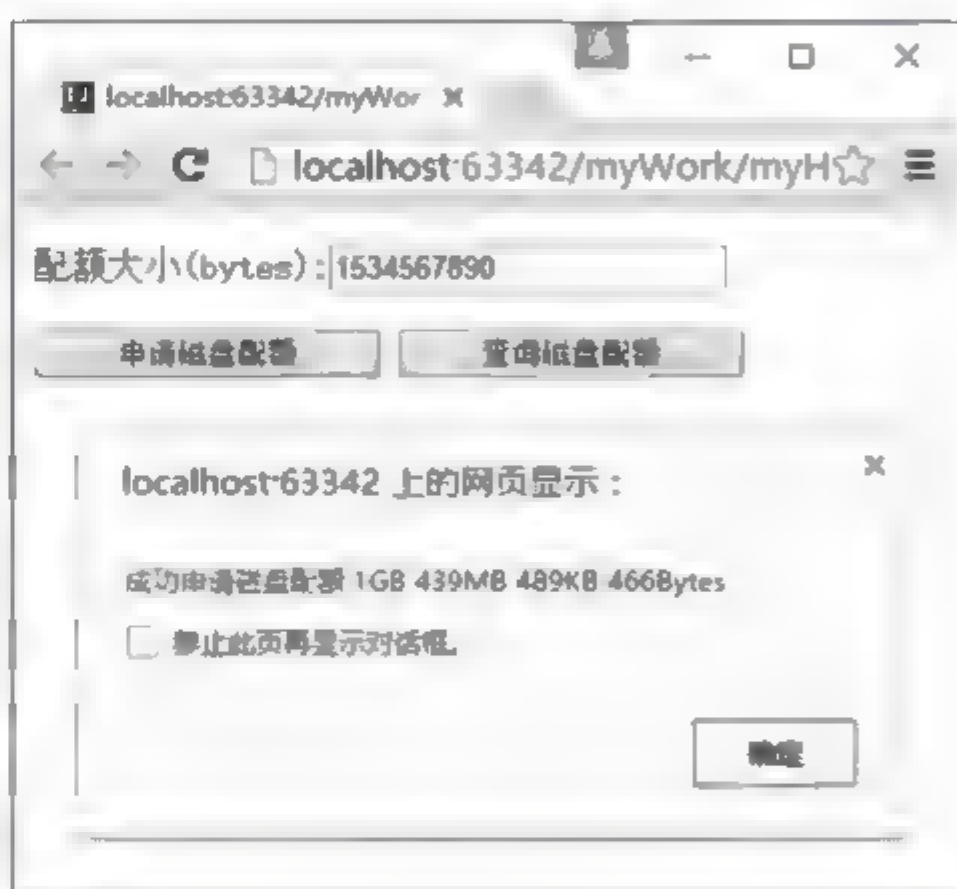 localhost:63342/myWor
localhost:63342/myWork/myH
配额大小(bytes):1534567890
申请磁盘配额 查询磁盘配额
localhost:63342 上的网页显示：
成功申请磁盘配额 1GB 439MB 489KB 466Bytes
禁止此页再显示对话框。
确定